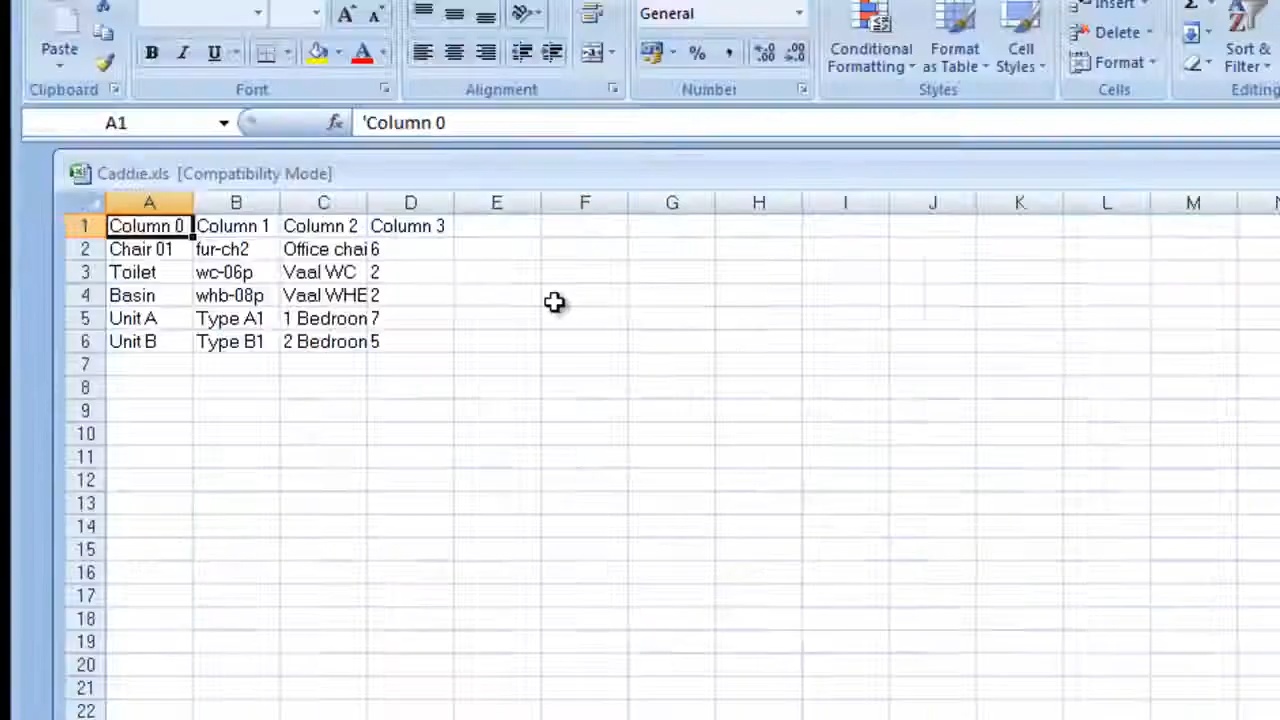 General
Insert
Paste
B I U A
%
Conditional Formatting
Format as Table
Cell Styles
Delete
Format
Sort & Filter
Clipboard
Font
Alignment
Number
Styles
Cells
Editing
A1 fx 'Column 0
Caddie.xls [Compatibility Mode]
A B C D E F G H I J K L M N
1 Column 0 Column 1 Column 2 Column 3
2 Chair 01 fur-ch2 Office chai 6
3 Toilet wc-06p Vaal WC 2
4 Basin whb-08p Vaal WHE 2
5 Unit A Type A1 1 Bedroon 7
6 Unit B Type B1 2 Bedroon 5
7
8
9
10
11
12
13
14
15
16
17
18
19
20
21
22